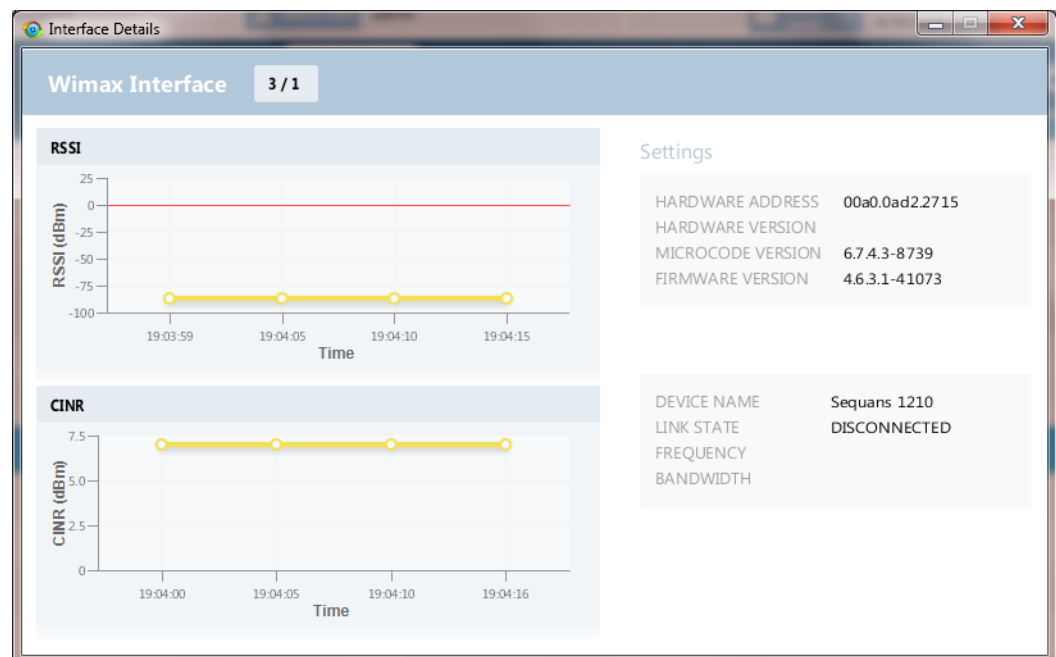 Interface Details
Wimax Interface 3 / 1
RSSI
25
0
-25
-50
-75
-100
RSSI (dBm)
19:03:59 19:04:05 19:04:10 19:04:15
Time
CINR
7.5
5.0
2.5
0
CINR (dBm)
19:04:00 19:04:05 19:04:10 19:04:16
Time
Settings
HARDWARE ADDRESS 00a0.0ad2.2715
HARDWARE VERSION
MICROCODE VERSION 6.7.4.3-8739
FIRMWARE VERSION 4.6.3.1-41073
DEVICE NAME Sequans 1210
LINK STATE DISCONNECTED
FREQUENCY
BANDWIDTH